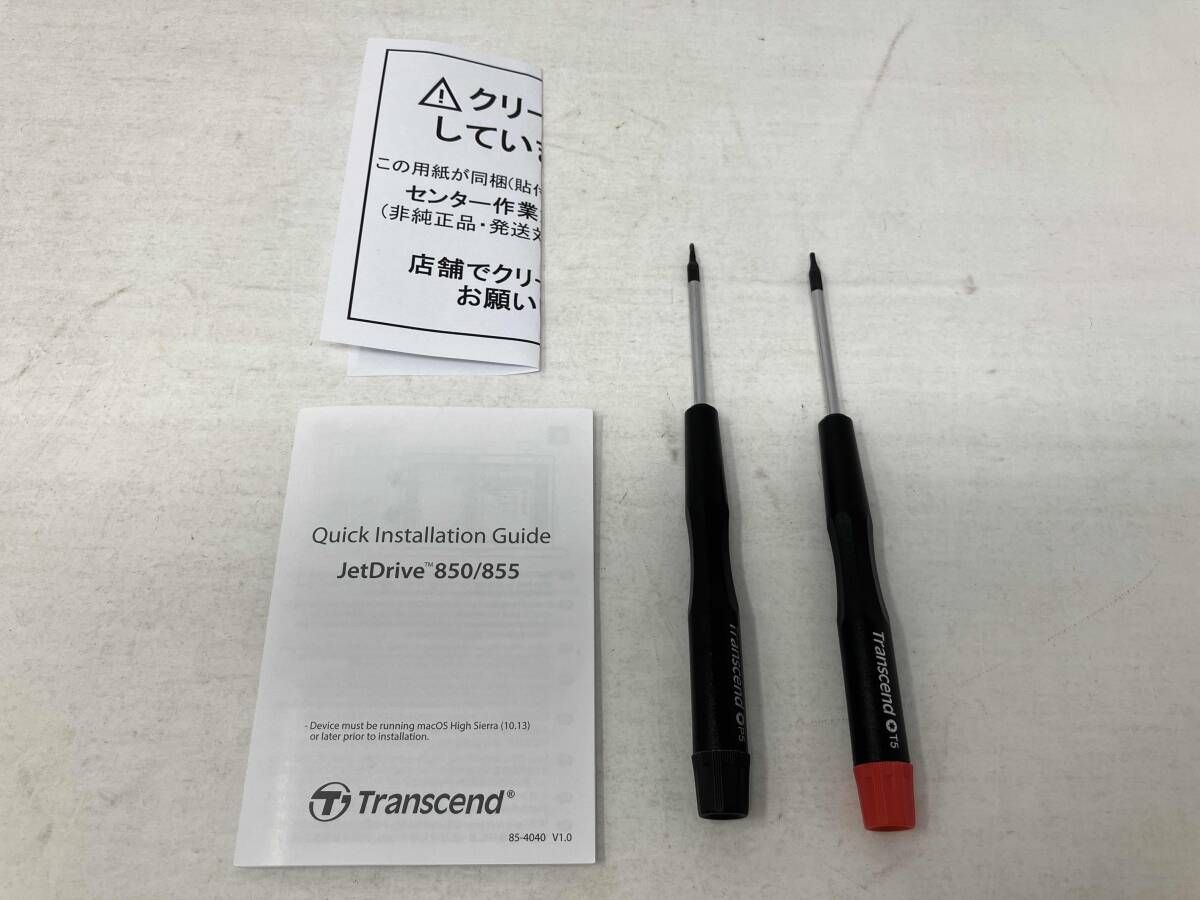 クリー
していま
この用紙が同梱(貼付
センター作業
(非純正品・発送対
店舗でクリー
お願い
Quick Installation Guide
JetDrive™ 850/855
- Device must be running macOS High Sierra (10.13)
or later prior to installation.
Transcend®
85-4040 V1.0
Transcend P5
Transcend T5